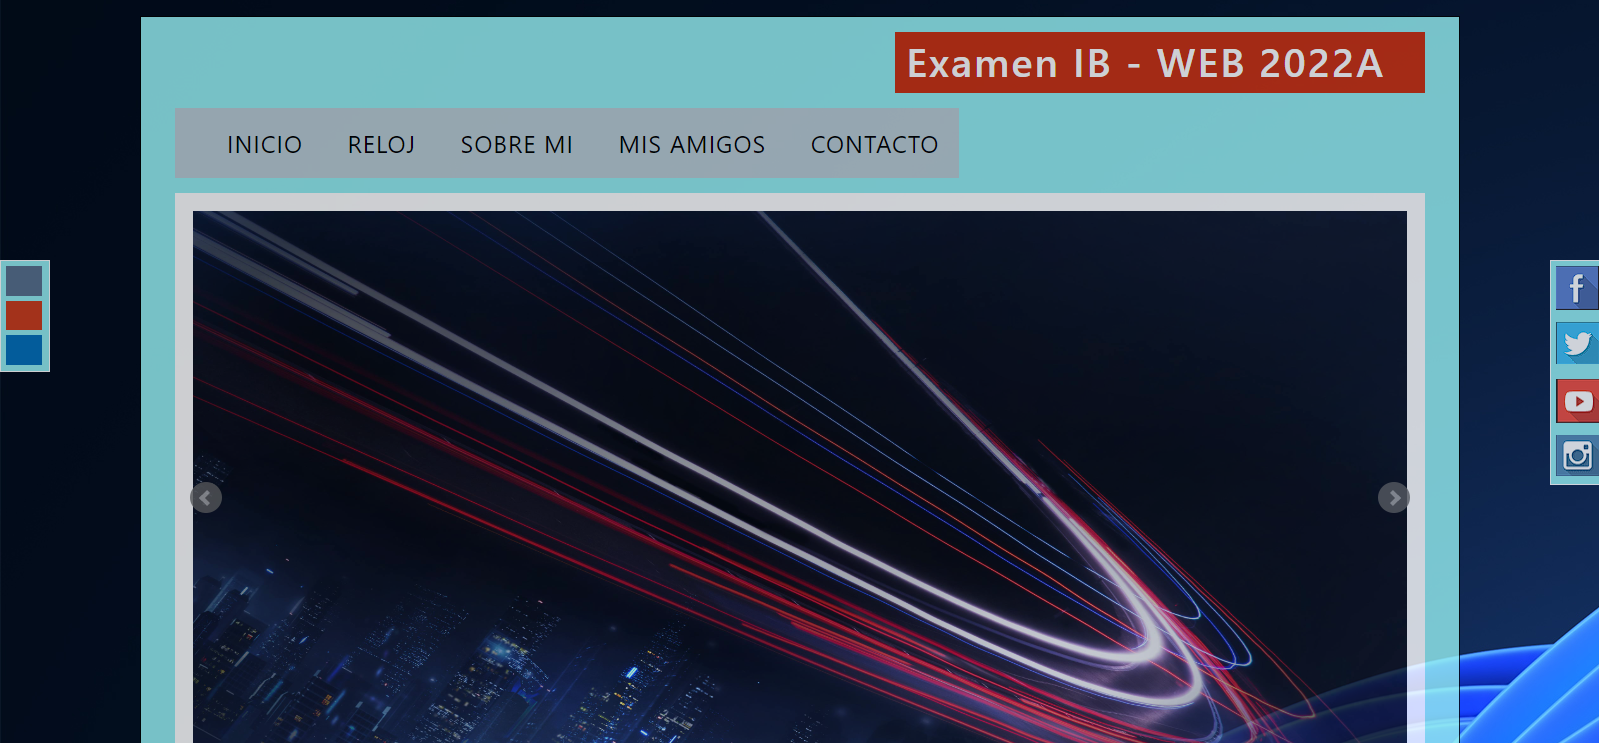 Examen IB - WEB 2022A
INICIO RELOJ SOBRE MI MIS AMIGOS CONTACTO